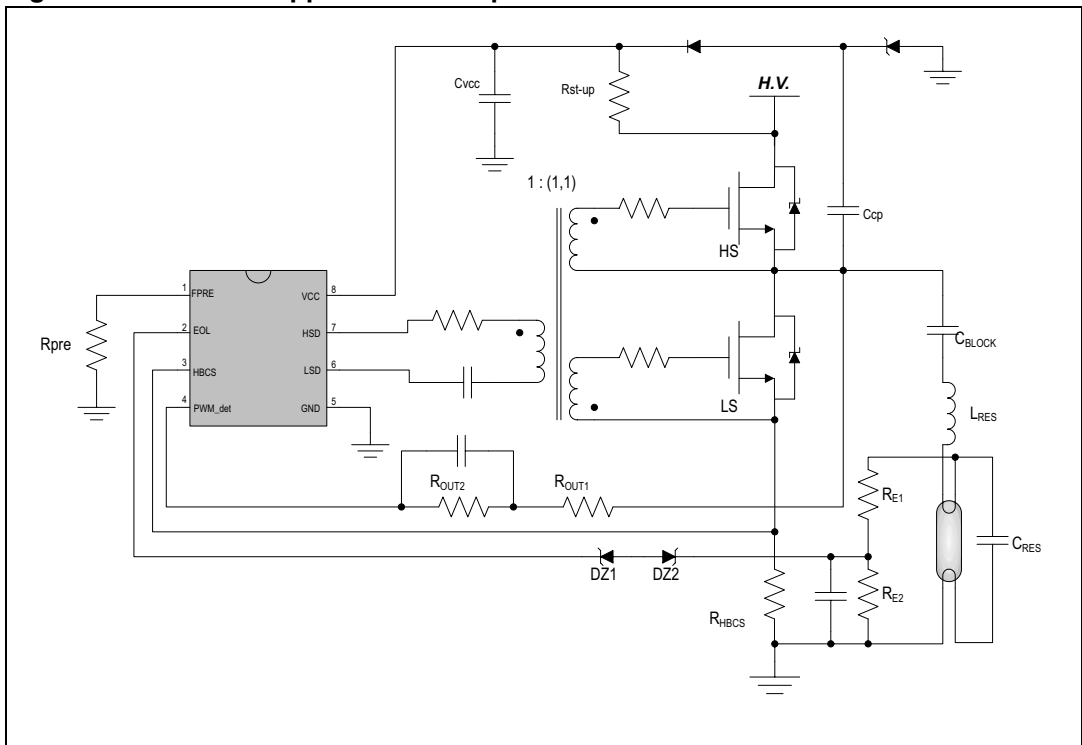 Cvcc
Rst-up
H.V.
1 : (1,1)
Ccp
HS
1
FPRE
VCC
8
CBLOCK
2
EOL
HSD
7
Rpre
3
HBCS
LSD
6
LS
4
PWM_det
GND
5
LRES
ROUT2
ROUT1
RE1
CRES
DZ1
DZ2
RE2
RHBCS